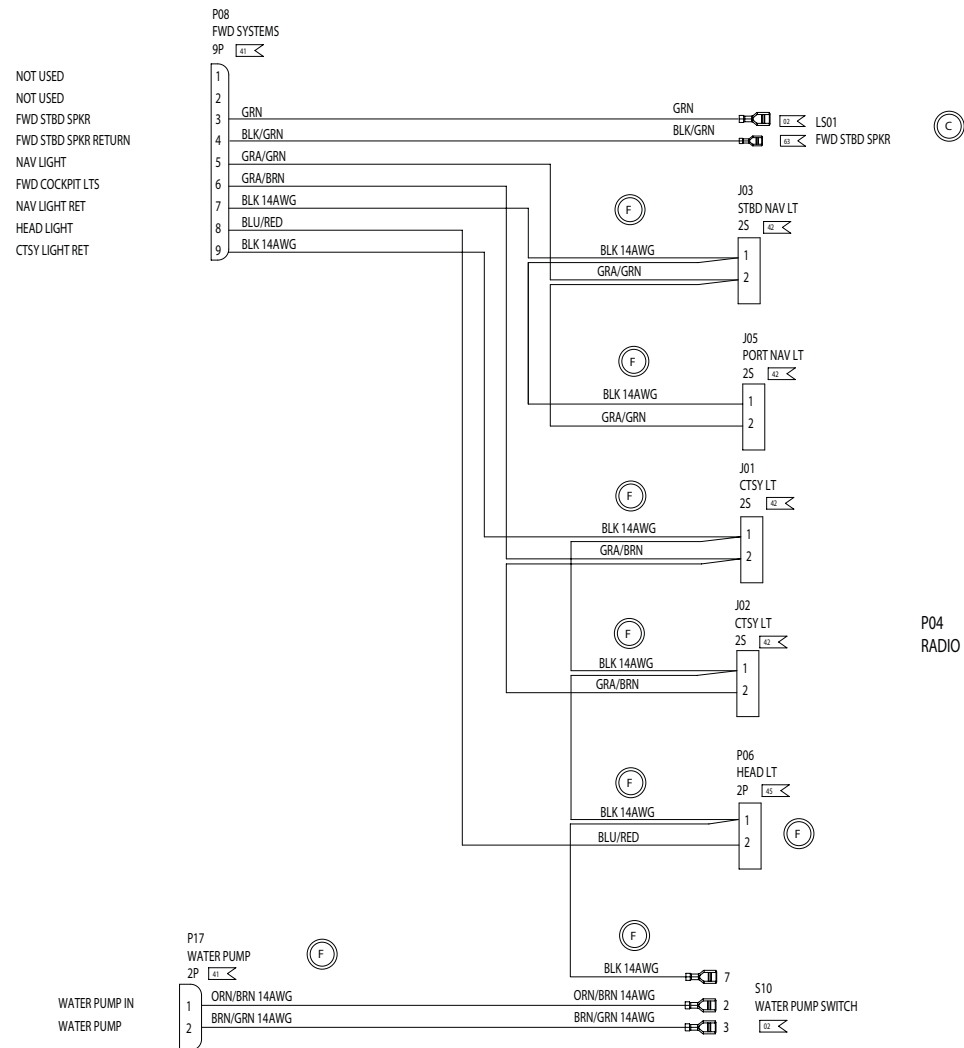 P08
FWD SYSTEMS
9P 41
NOT USED 1
NOT USED 2
FWD STBD SPKR 3 GRN GRN 02 LS01
FWD STBD SPKR RETURN 4 BLK/GRN BLK/GRN 63 FWD STBD SPKR
C
NAV LIGHT 5 GRA/GRN
FWD COCKPIT LTS 6 GRA/BRN
NAV LIGHT RET 7 BLK 14AWG
HEAD LIGHT 8 BLU/RED
CTSY LIGHT RET 9 BLK 14AWG
J03
STBD NAV LT
2S 42
F
BLK 14AWG 1
GRA/GRN 2
J05
PORT NAV LT
2S 42
F
BLK 14AWG 1
GRA/GRN 2
J01
CTSY LT
2S 42
F
BLK 14AWG 1
GRA/BRN 2
J02
CTSY LT
2S 42
F
BLK 14AWG 1
GRA/BRN 2
P04
RADIO
P06
HEAD LT
2P 45
F
BLK 14AWG 1
BLU/RED 2
F
F
BLK 14AWG 7
P17
WATER PUMP
2P 41
F
WATER PUMP IN 1 ORN/BRN 14AWG ORN/BRN 14AWG 2
WATER PUMP 2 BRN/GRN 14AWG BRN/GRN 14AWG 3
S10
WATER PUMP SWITCH
02